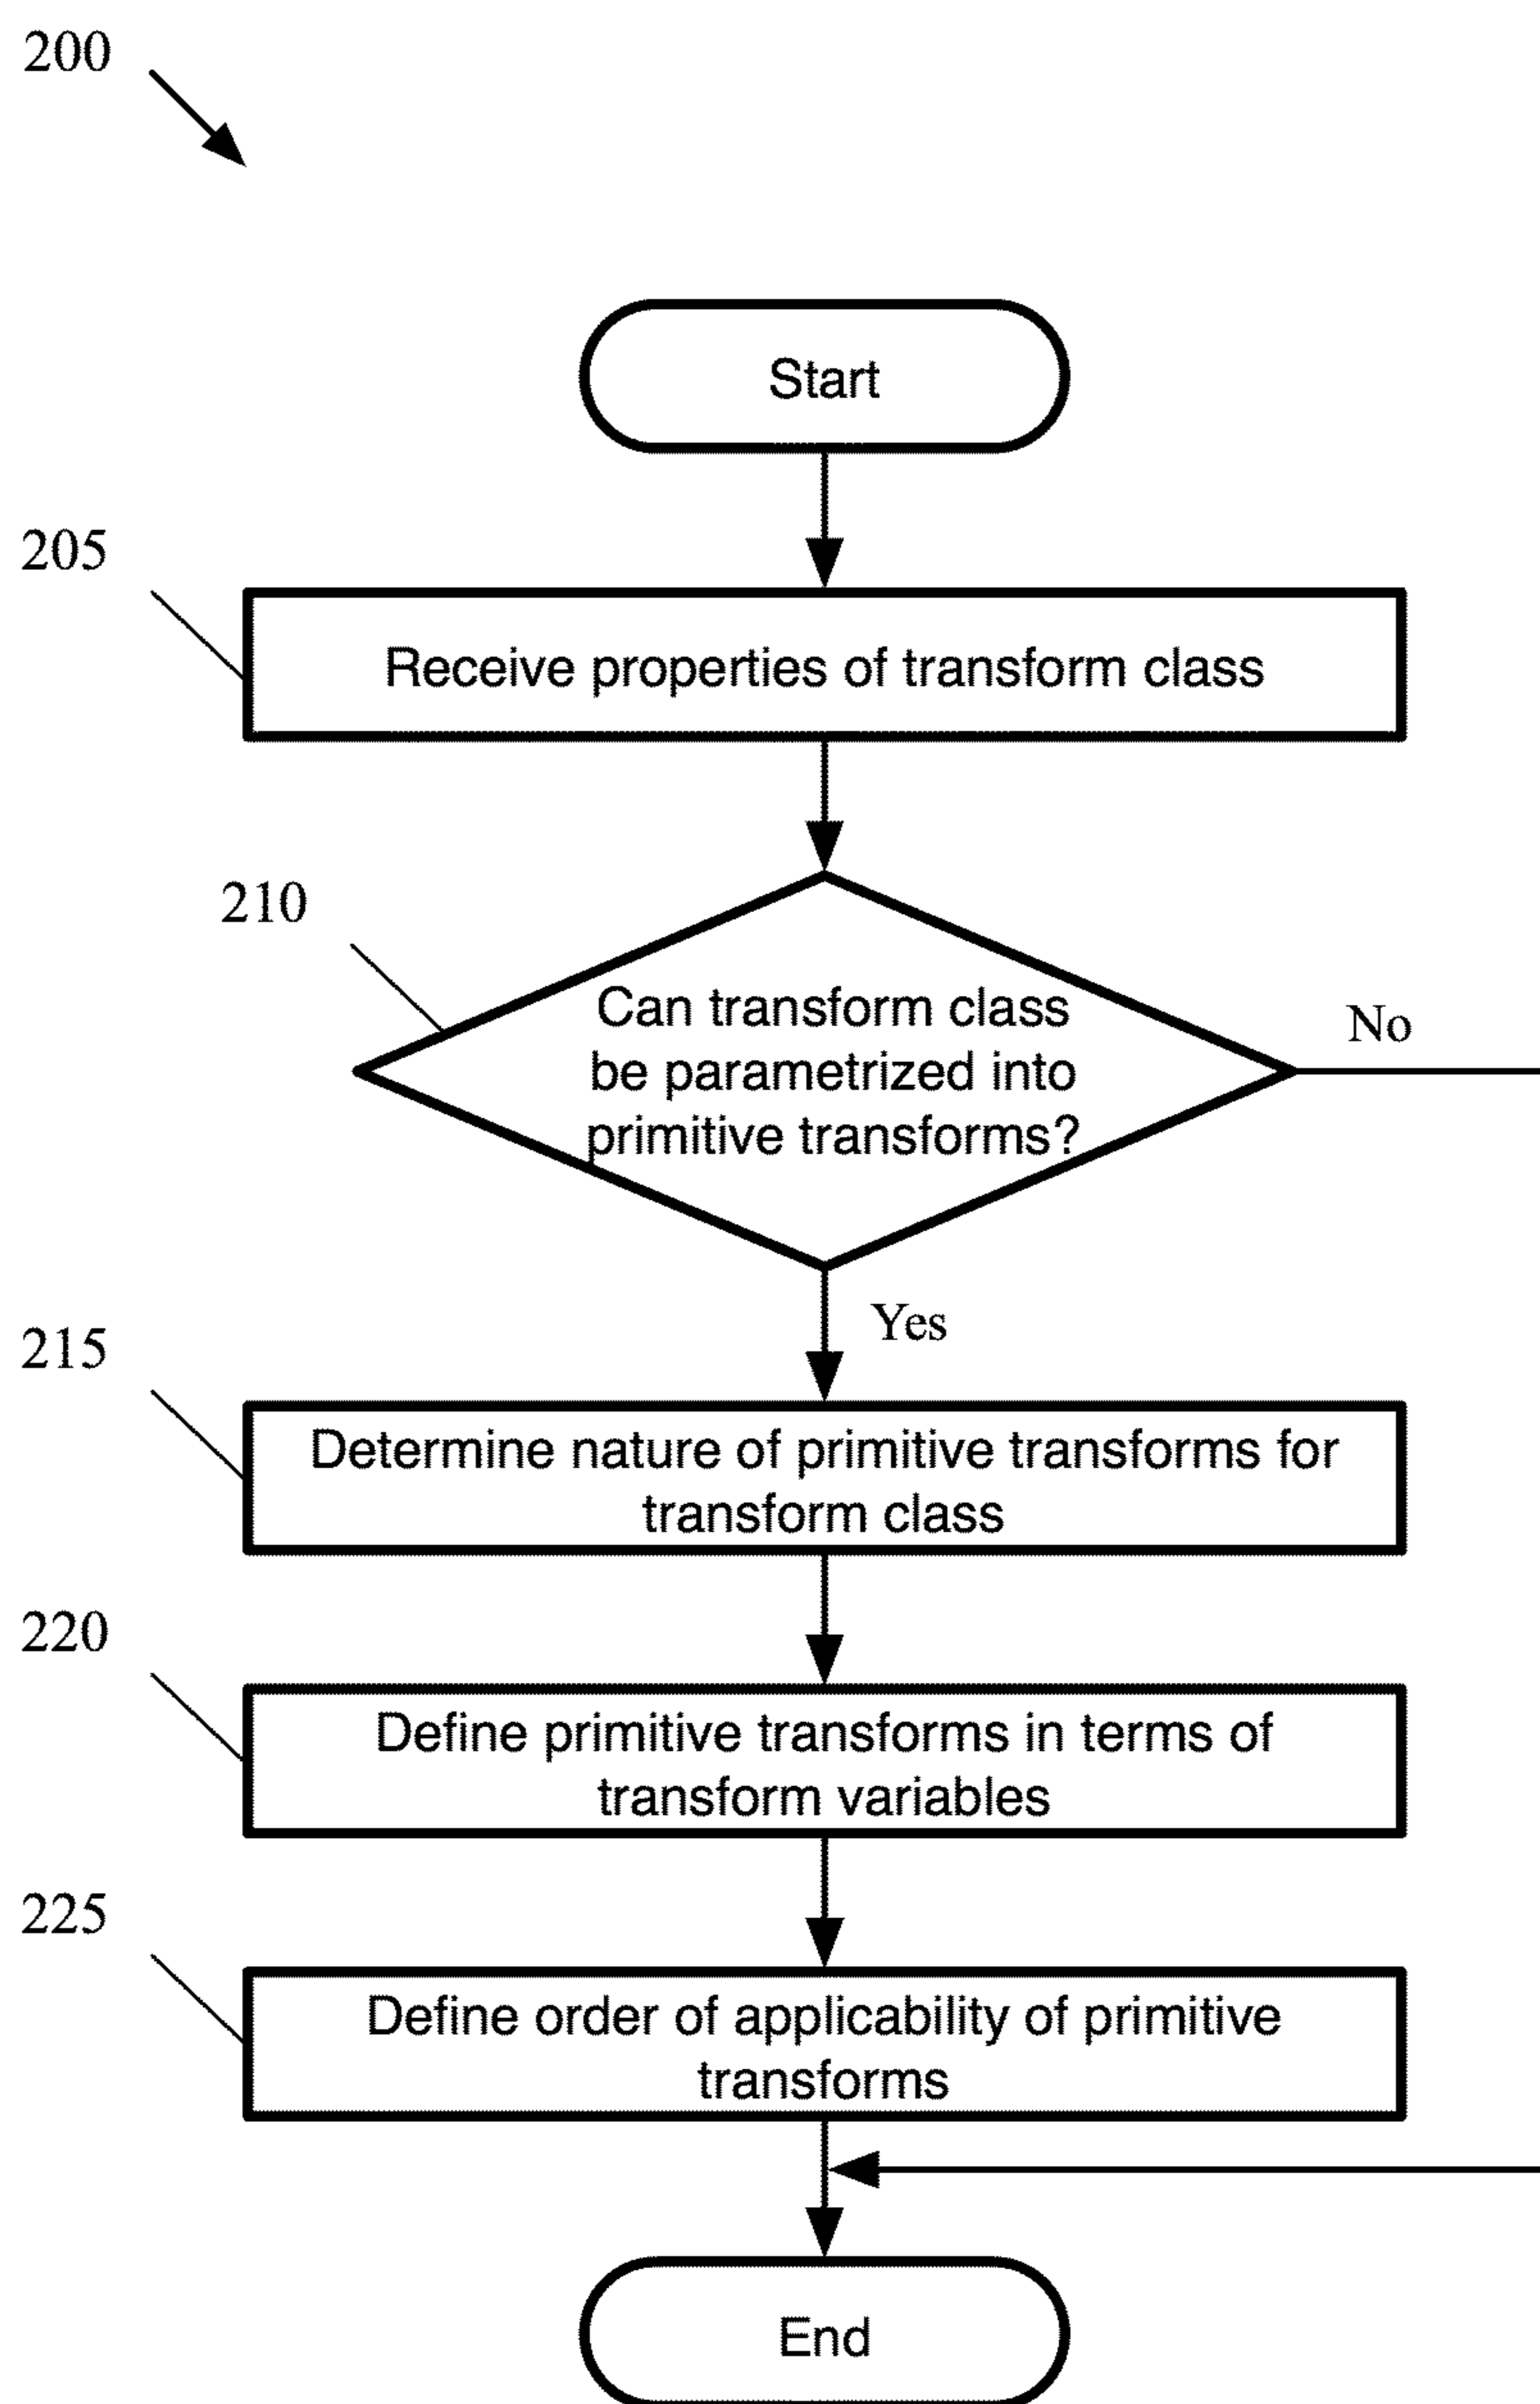 200
Start
205
Receive properties of transform class
210
Can transform class
be parametrized into
primitive transforms?
No
Yes
215
Determine nature of primitive transforms for
transform class
220
Define primitive transforms in terms of
transform variables
225
Define order of applicability of primitive
transforms
End